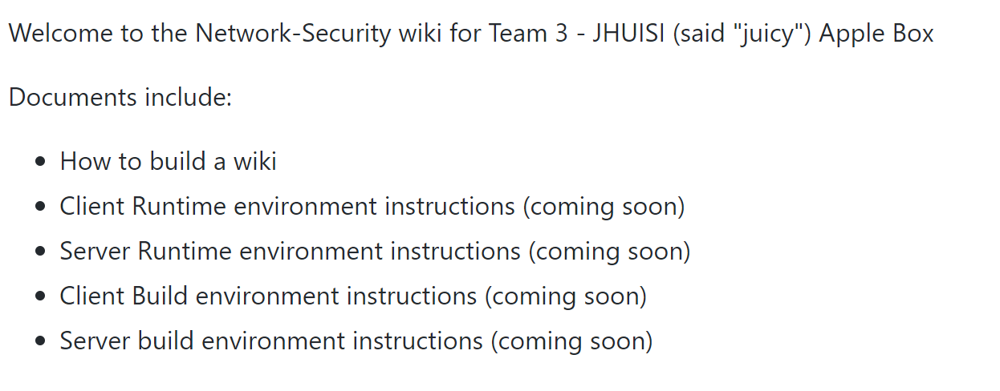 Welcome to the Network-Security wiki for Team 3 - JHUISI (said "juicy") Apple Box
Documents include:
• How to build a wiki
• Client Runtime environment instructions (coming soon)
• Server Runtime environment instructions (coming soon)
• Client Build environment instructions (coming soon)
• Server build environment instructions (coming soon)